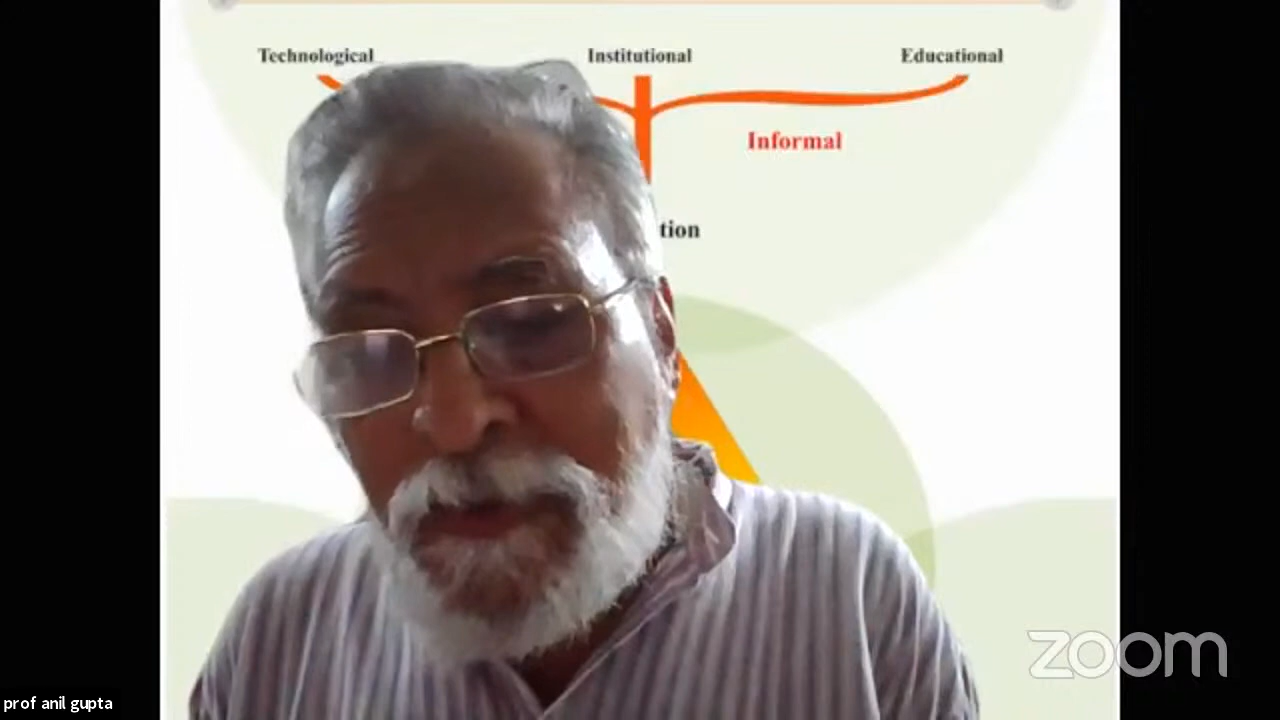 Technological Institutional Educational
Informal
tion
zoom
prof anil gupta